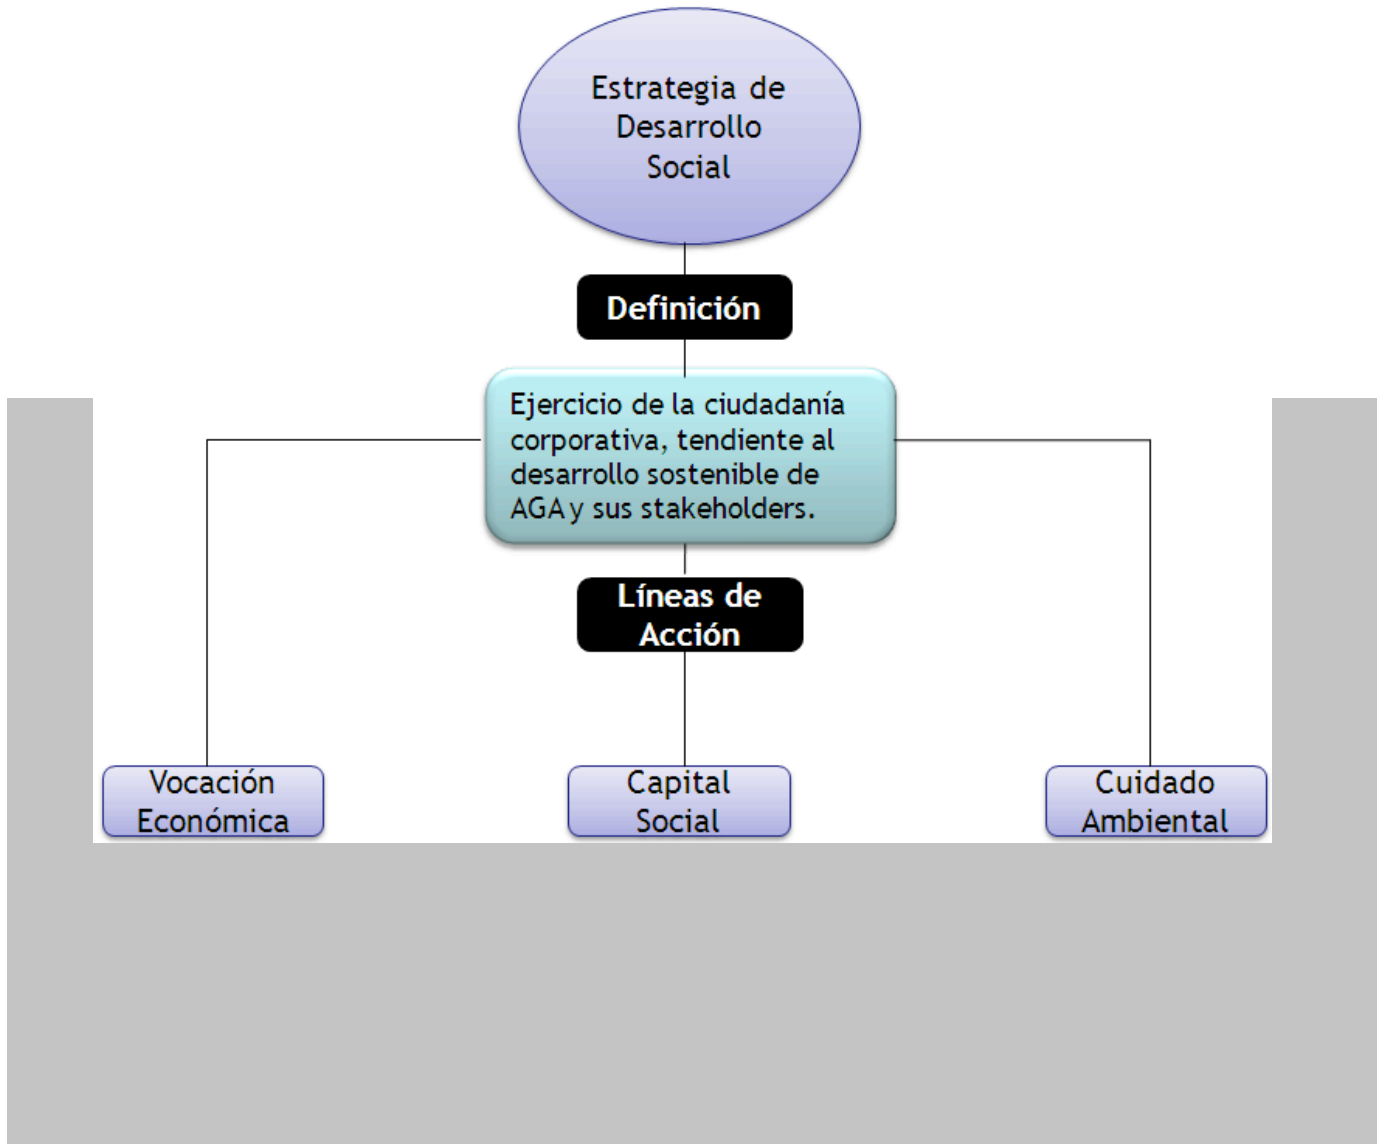 Estrategia de
Desarrollo
Social
Definición
Ejercicio de la ciudadanía
corporativa, tendiente al
desarrollo sostenible de
AGA y sus stakeholders.
Líneas de
Acción
Vocación
Económica
Capital
Social
Cuidado
Ambiental